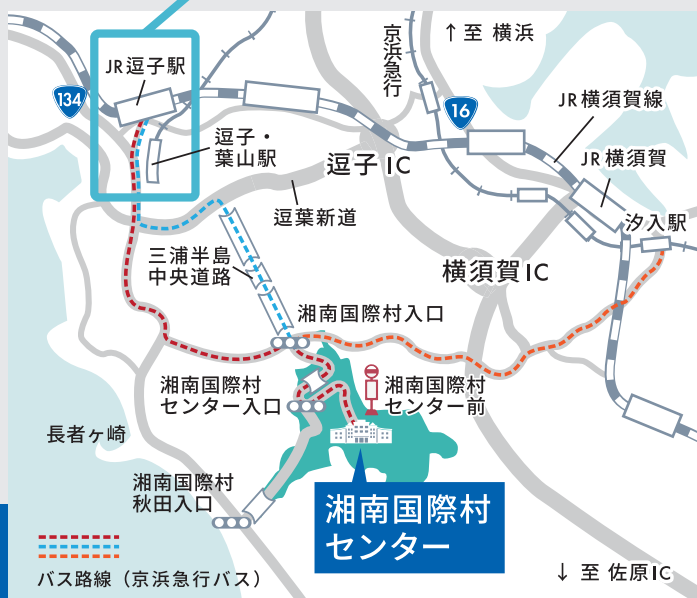 JR逗子駅
134
京浜急行
↑至 横浜
16
JR横須賀線
逗子・
葉山駅
逗子IC
JR横須賀
逗葉新道
汐入駅
三浦半島
中央道路
横須賀IC
湘南国際村入口
湘南国際村
センター入口
湘南国際村
センター前
長者ヶ崎
湘南国際村
秋田入口
湘南国際村
センター
バス路線（京浜急行バス）
↓ 至 佐原IC